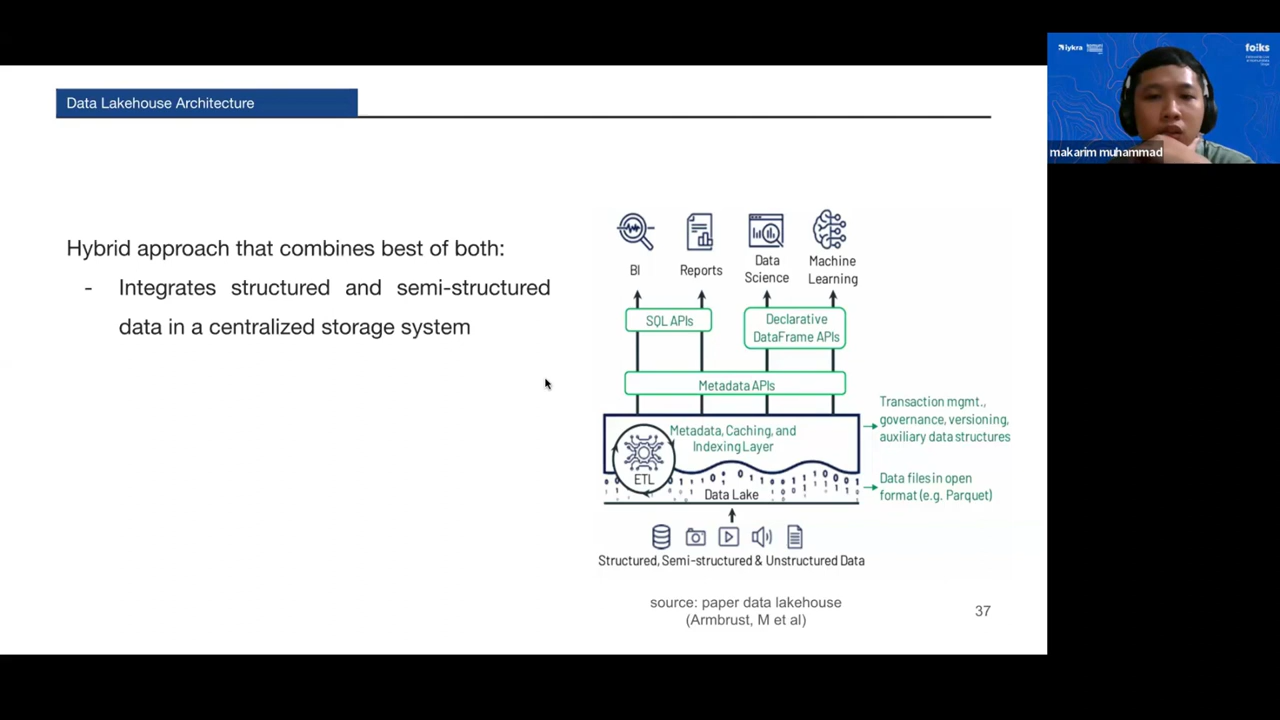 Data Lakehouse Architecture
Hybrid approach that combines best of both:
- Integrates structured and semi-structured
data in a centralized storage system
BI
Reports
Data
Science
Machine
Learning
SQL APIs
Declarative
DataFrame APIs
Metadata APIs
Metadata, Caching, and
Indexing Layer
ETL
Data Lake
Transaction mgmt.,
governance, versioning,
auxiliary data structures
Data files in open
format (e.g. Parquet)
Structured, Semi-structured & Unstructured Data
source: paper data lakehouse
(Armbrust, M et al)
37
iykra
makarim muhammad